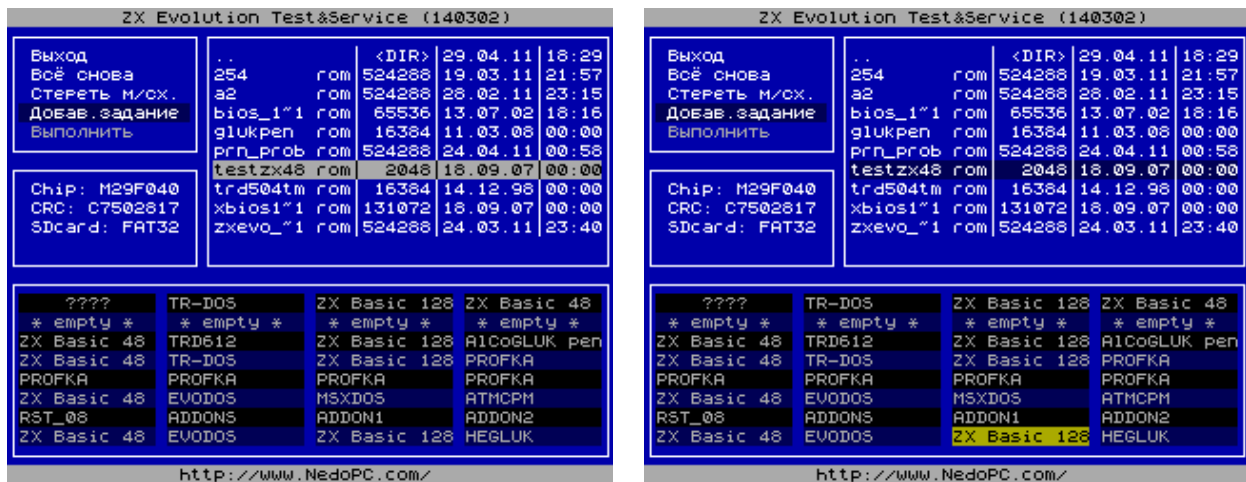 ZX Evolution Test&Service (140302)
Выход
Всё снова
Стереть м/сх.
Добав.задание
Выполнить
Chip: M29F040
CRC: C7502817
SDcard: FAT32
.. <DIR> 29.04.11 18:29
254 rom 524288 19.03.11 21:57
a2 rom 524288 28.02.11 23:15
bios_1~1 rom 65536 13.07.02 18:16
glukpen rom 16384 11.03.08 00:00
prn_prob rom 524288 24.04.11 00:58
testzx48 rom 2048 18.09.07 00:00
trd504tm rom 16384 14.12.98 00:00
xbios1~1 rom 131072 18.09.07 00:00
zxevo_~1 rom 524288 24.03.11 23:40
???? TR-DOS ZX Basic 128 ZX Basic 48
* empty * * empty * * empty * * empty *
ZX Basic 48 TRD612 ZX Basic 128 AlCoGLUK pen
ZX Basic 48 TR-DOS ZX Basic 128 PROFKA
PROFKA PROFKA PROFKA PROFKA
ZX Basic 48 EVODOS MSXDOS ATMCPM
RST_08 ADDONS ADDON1 ADDON2
ZX Basic 48 EVODOS ZX Basic 128 HEGLUK
http://www.NedoPC.com/
ZX Evolution Test&Service (140302)
Выход
Всё снова
Стереть м/сх.
Добав.задание
Выполнить
Chip: M29F040
CRC: C7502817
SDcard: FAT32
.. <DIR> 29.04.11 18:29
254 rom 524288 19.03.11 21:57
a2 rom 524288 28.02.11 23:15
bios_1~1 rom 65536 13.07.02 18:16
glukpen rom 16384 11.03.08 00:00
prn_prob rom 524288 24.04.11 00:58
testzx48 rom 2048 18.09.07 00:00
trd504tm rom 16384 14.12.98 00:00
xbios1~1 rom 131072 18.09.07 00:00
zxevo_~1 rom 524288 24.03.11 23:40
???? TR-DOS ZX Basic 128 ZX Basic 48
* empty * * empty * * empty * * empty *
ZX Basic 48 TRD612 ZX Basic 128 AlCoGLUK pen
ZX Basic 48 TR-DOS ZX Basic 128 PROFKA
PROFKA PROFKA PROFKA PROFKA
ZX Basic 48 EVODOS MSXDOS ATMCPM
RST_08 ADDONS ADDON1 ADDON2
ZX Basic 48 EVODOS ZX Basic 128 HEGLUK
http://www.NedoPC.com/